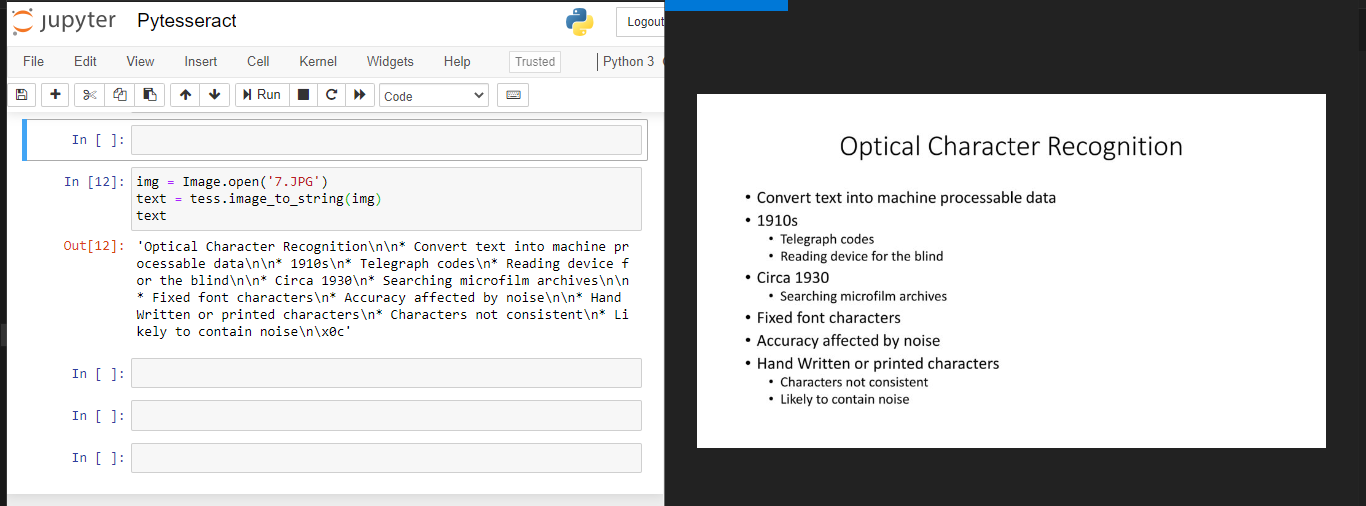 jupyter Pytesseract
Logout
File Edit View Insert Cell Kernel Widgets Help Trusted Python 3
Run Code
In [ ]:
In [12]: img = Image.open('7.JPG')
text = tess.image_to_string(img)
text
Out[12]: 'Optical Character Recognition\n\n* Convert text into machine pr
ocessable data\n\n* 1910s\n* Telegraph codes\n* Reading device f
or the blind\n\n* Circa 1930\n* Searching microfilm archives\n\n
* Fixed font characters\n* Accuracy affected by noise\n\n* Hand
Written or printed characters\n* Characters not consistent\n* Li
kely to contain noise\n\x0c'
In [ ]:
In [ ]:
In [ ]:
Optical Character Recognition
• Convert text into machine processable data
• 1910s
• Telegraph codes
• Reading device for the blind
• Circa 1930
• Searching microfilm archives
• Fixed font characters
• Accuracy affected by noise
• Hand Written or printed characters
• Characters not consistent
• Likely to contain noise